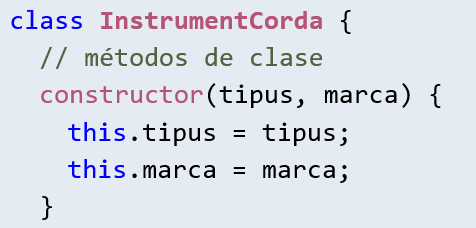 class InstrumentCorda {
  // métodos de clase
  constructor(tipus, marca) {
    this.tipus = tipus;
    this.marca = marca;
  }